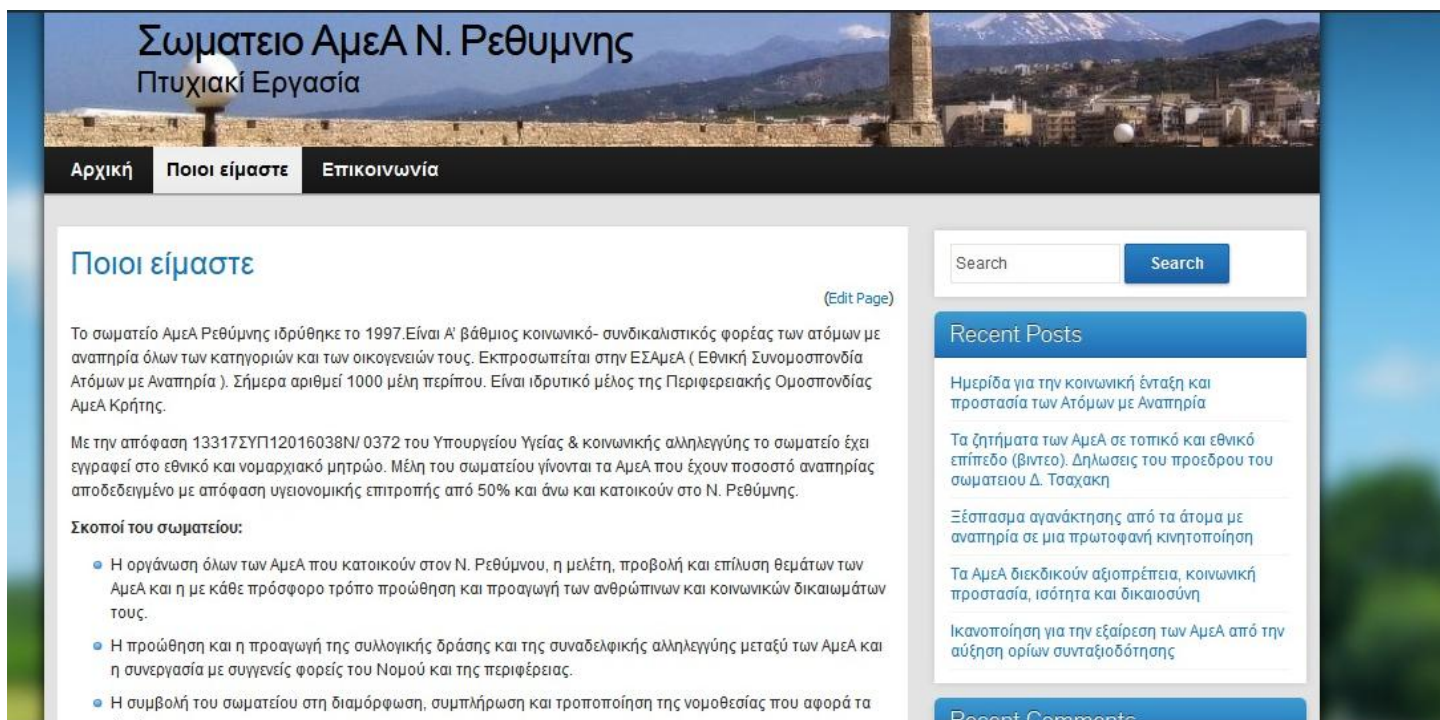 Σωματειο ΑμεΑ Ν. Ρεθυμνης
Πτυχιακί Εργασία
Αρχική Ποιοι είμαστε Επικοινωνία
Ποιοι είμαστε
(Edit Page)
Το σωματείο ΑμεΑ Ρεθύμνης ιδρύθηκε το 1997.Είναι Α' βάθμιος κοινωνικό- συνδικαλιστικός φορέας των ατόμων με
αναπηρία όλων των κατηγοριών και των οικογενειών τους. Εκπροσωπείται στην ΕΣΑμεΑ ( Εθνική Συνομοσπονδία
Ατόμων με Αναπηρία ). Σήμερα αριθμεί 1000 μέλη περίπου. Είναι ιδρυτικό μέλος της Περιφερειακής Ομοσπονδίας
ΑμεΑ Κρήτης.
Με την απόφαση 13317ΣΥΠ12016038Ν/ 0372 του Υπουργείου Υγείας & κοινωνικής αλληλεγγύης το σωματείο έχει
εγγραφεί στο εθνικό και νομαρχιακό μητρώο. Μέλη του σωματείου γίνονται τα ΑμεΑ που έχουν ποσοστό αναπηρίας
αποδεδειγμένο με απόφαση υγειονομικής επιτροπής από 50% και άνω και κατοικούν στο Ν. Ρεθύμνης.
Σκοποί του σωματείου:
Η οργάνωση όλων των ΑμεΑ που κατοικούν στον Ν. Ρεθύμνου, η μελέτη, προβολή και επίλυση θεμάτων των
ΑμεΑ και η με κάθε πρόσφορο τρόπο προώθηση και προαγωγή των ανθρώπινων και κοινωνικών δικαιωμάτων
τους.
Η προώθηση και η προαγωγή της συλλογικής δράσης και της συναδελφικής αλληλεγγύης μεταξύ των ΑμεΑ και
η συνεργασία με συγγενείς φορείς του Νομού και της περιφέρειας.
Η συμβολή του σωματείου στη διαμόρφωση, συμπλήρωση και τροποποίηση της νομοθεσίας που αφορά τα
Search Search
Recent Posts
Ημερίδα για την κοινωνική ένταξη και
προστασία των Ατόμων με Αναπηρία
Τα ζητήματα των ΑμεΑ σε τοπικό και εθνικό
επίπεδο (βιντεο). Δηλωσεις του προεδρου του
σωματειου Δ. Τσαχακη
Ξέσπασμα αγανάκτησης από τα άτομα με
αναπηρία σε μια πρωτοφανή κινητοποίηση
Τα ΑμεΑ διεκδικούν αξιοπρέπεια, κοινωνική
προστασία, ισότητα και δικαιοσύνη
Ικανοποίηση για την εξαίρεση των ΑμεΑ από την
αύξηση ορίων συνταξιοδότησης
Recent Comments